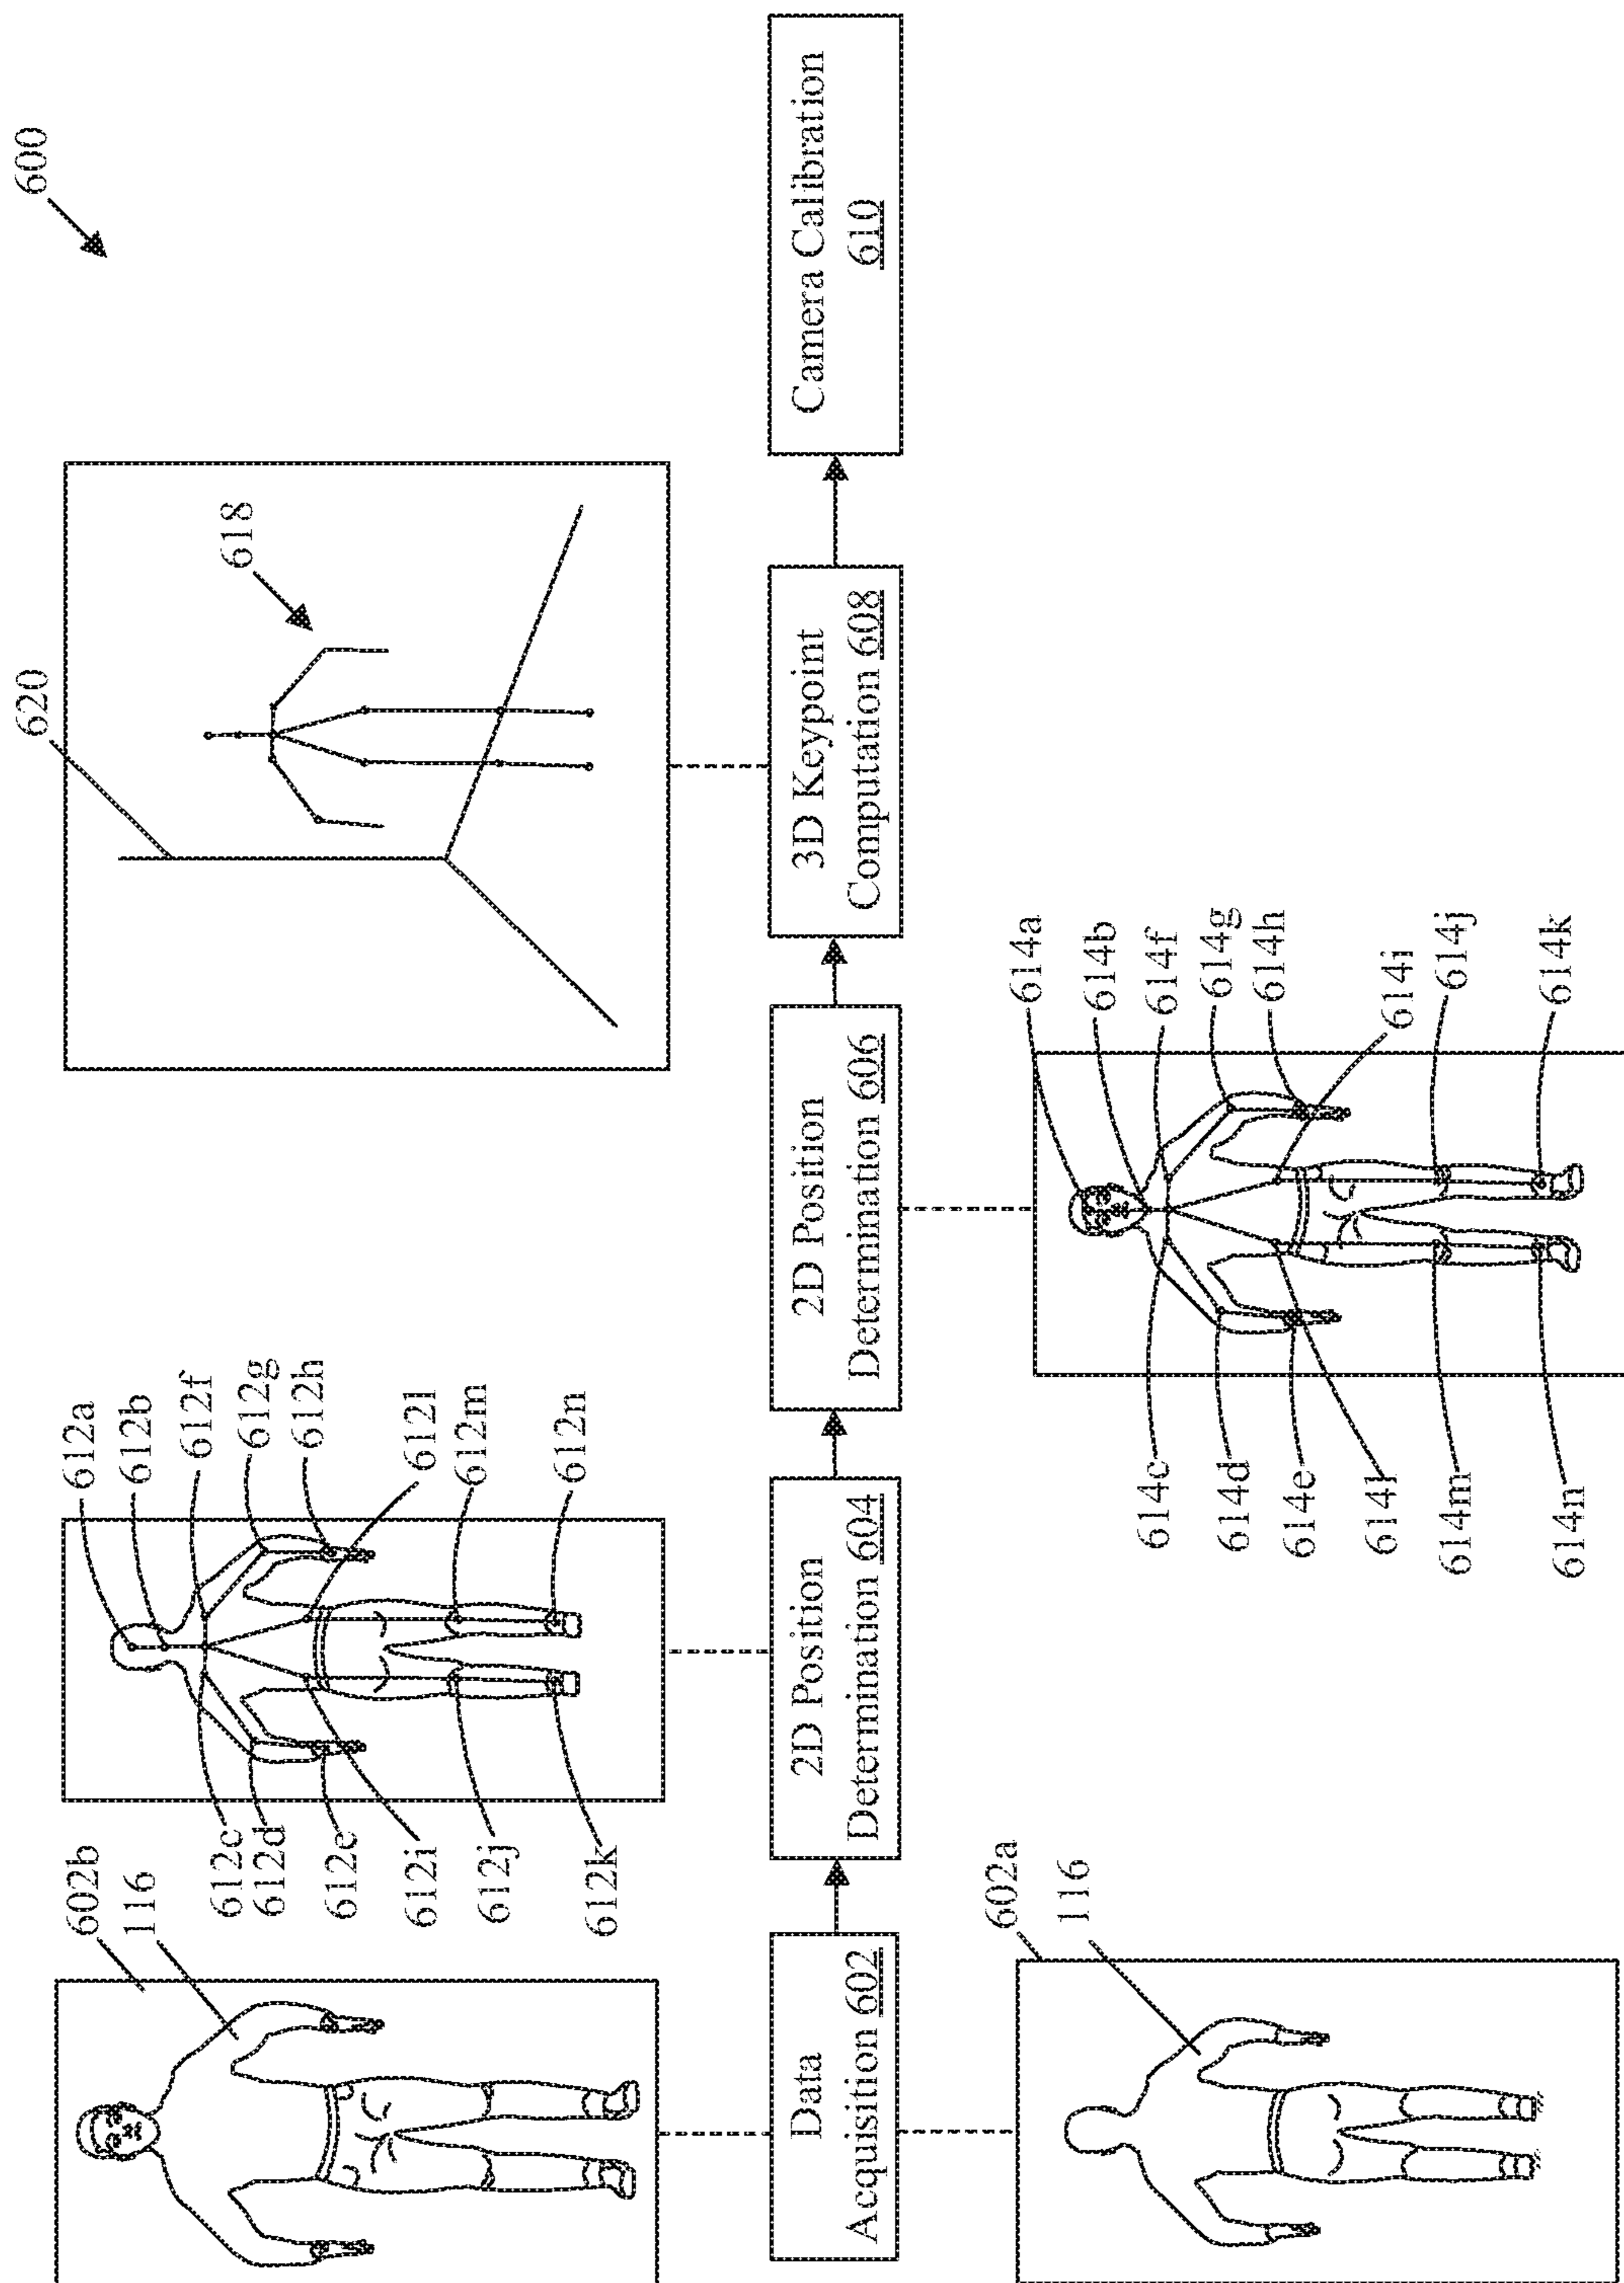 600
602b
116
612a
612b
612f
612g
612h
612l
612m
612n
612c
612d
612e
612i
612j
612k
620
618
Data
Acquisition 602
2D Position
Determination 604
2D Position
Determination 606
3D Keypoint
Computation 608
Camera Calibration
610
602a
116
614a
614b
614f
614g
614h
614i
614j
614k
614c
614d
614e
614l
614m
614n